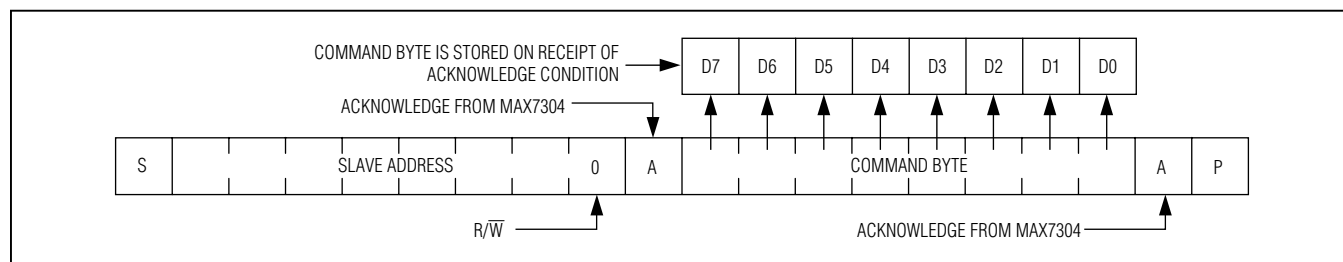 COMMAND BYTE IS STORED ON RECEIPT OF
ACKNOWLEDGE CONDITION
D7 D6 D5 D4 D3 D2 D1 D0
ACKNOWLEDGE FROM MAX7304
S SLAVE ADDRESS 0 A COMMAND BYTE A P
R/W̅ ACKNOWLEDGE FROM MAX7304